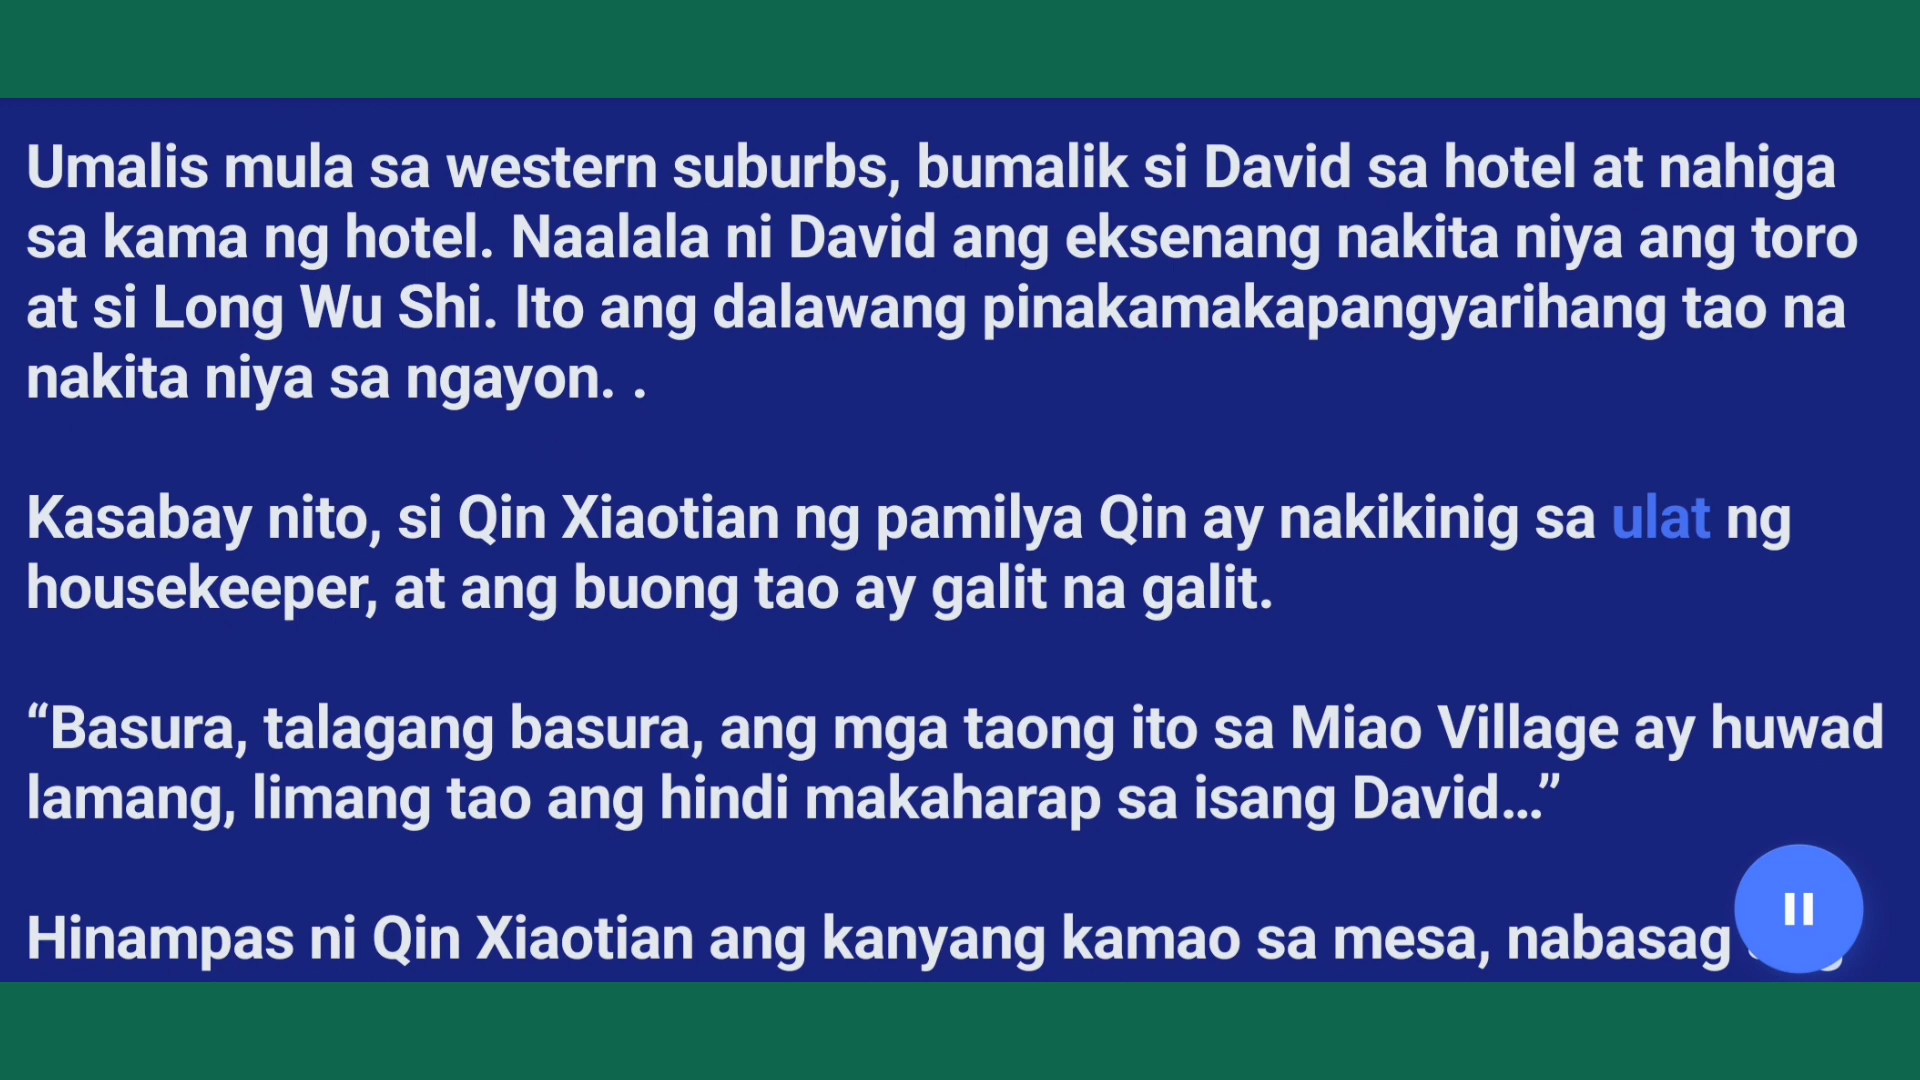 Umalis mula sa western suburbs, bumalik si David sa hotel at nahiga
sa kama ng hotel. Naalala ni David ang eksenang nakita niya ang toro
at si Long Wu Shi. Ito ang dalawang pinakamakapangyarihang tao na
nakita niya sa ngayon. .
Kasabay nito, si Qin Xiaotian ng pamilya Qin ay nakikinig sa ulat ng
housekeeper, at ang buong tao ay galit na galit.
“Basura, talagang basura, ang mga taong ito sa Miao Village ay huwad
lamang, limang tao ang hindi makaharap sa isang David…”
Hinampas ni Qin Xiaotian ang kanyang kamao sa mesa, nabasag